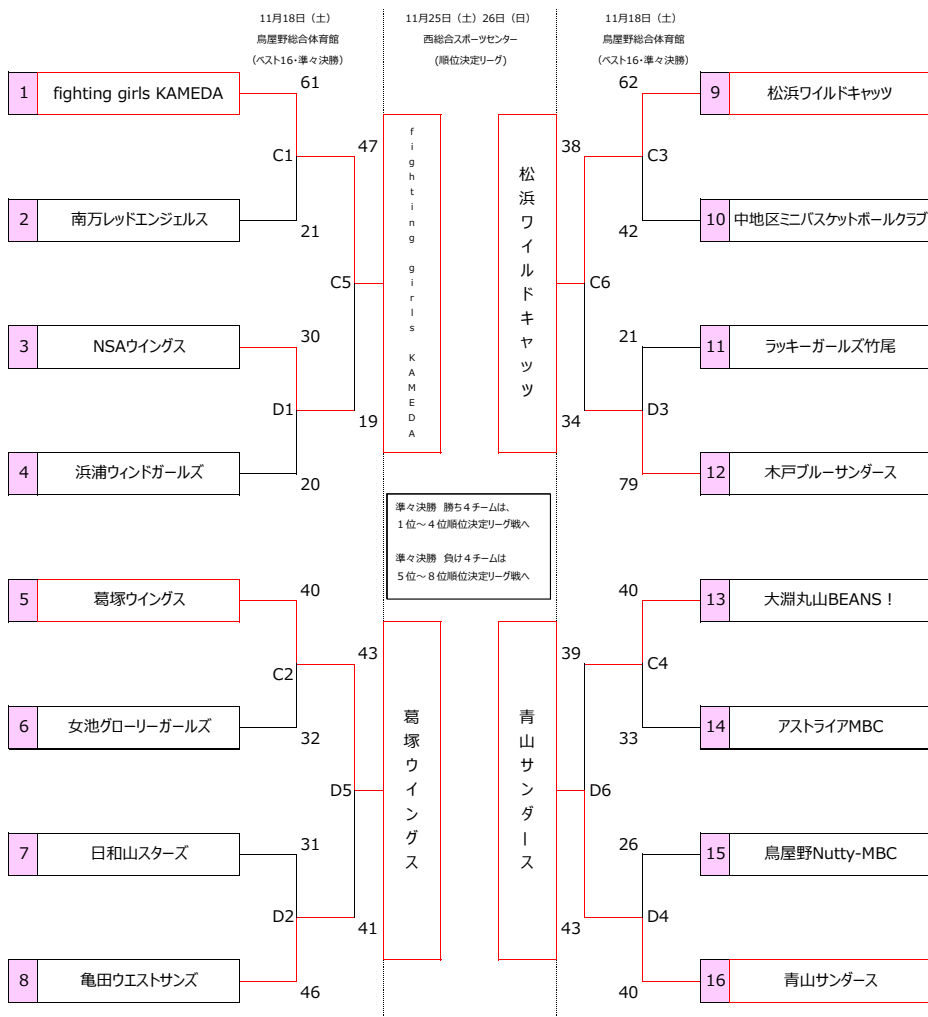 11月18日（土）
鳥屋野総合体育館
(ベスト16・準々決勝)
11月25日（土）26日（日）
西総合スポーツセンター
(順位決定リーグ)
11月18日（土）
鳥屋野総合体育館
(ベスト16・準々決勝)
1 fighting girls KAMEDA
61
C1
2 南万レッドエンジェルス
21
47
C5
3 NSAウイングス
30
D1
19
4 浜浦ウィンドガールズ
20
fighting girls KAMEDA
松浜ワイルドキャッツ
62
9 松浜ワイルドキャッツ
38
C3
42
10 中地区ミニバスケットボールクラブ
C6
21
11 ラッキーガールズ竹尾
34
D3
79
12 木戸ブルーサンダース
準々決勝 勝ち４チームは、
１位～４位順位決定リーグ戦へ
準々決勝 負け４チームは
５位～８位順位決定リーグ戦へ
5 葛塚ウイングス
40
C2
6 女池グローリーガールズ
32
43
D5
7 日和山スターズ
31
D2
41
8 亀田ウエストサンズ
46
葛塚ウイングス
青山サンダース
40
13 大淵丸山BEANS！
39
C4
33
14 アストライアMBC
D6
26
15 鳥屋野Nutty-MBC
43
D4
40
16 青山サンダース